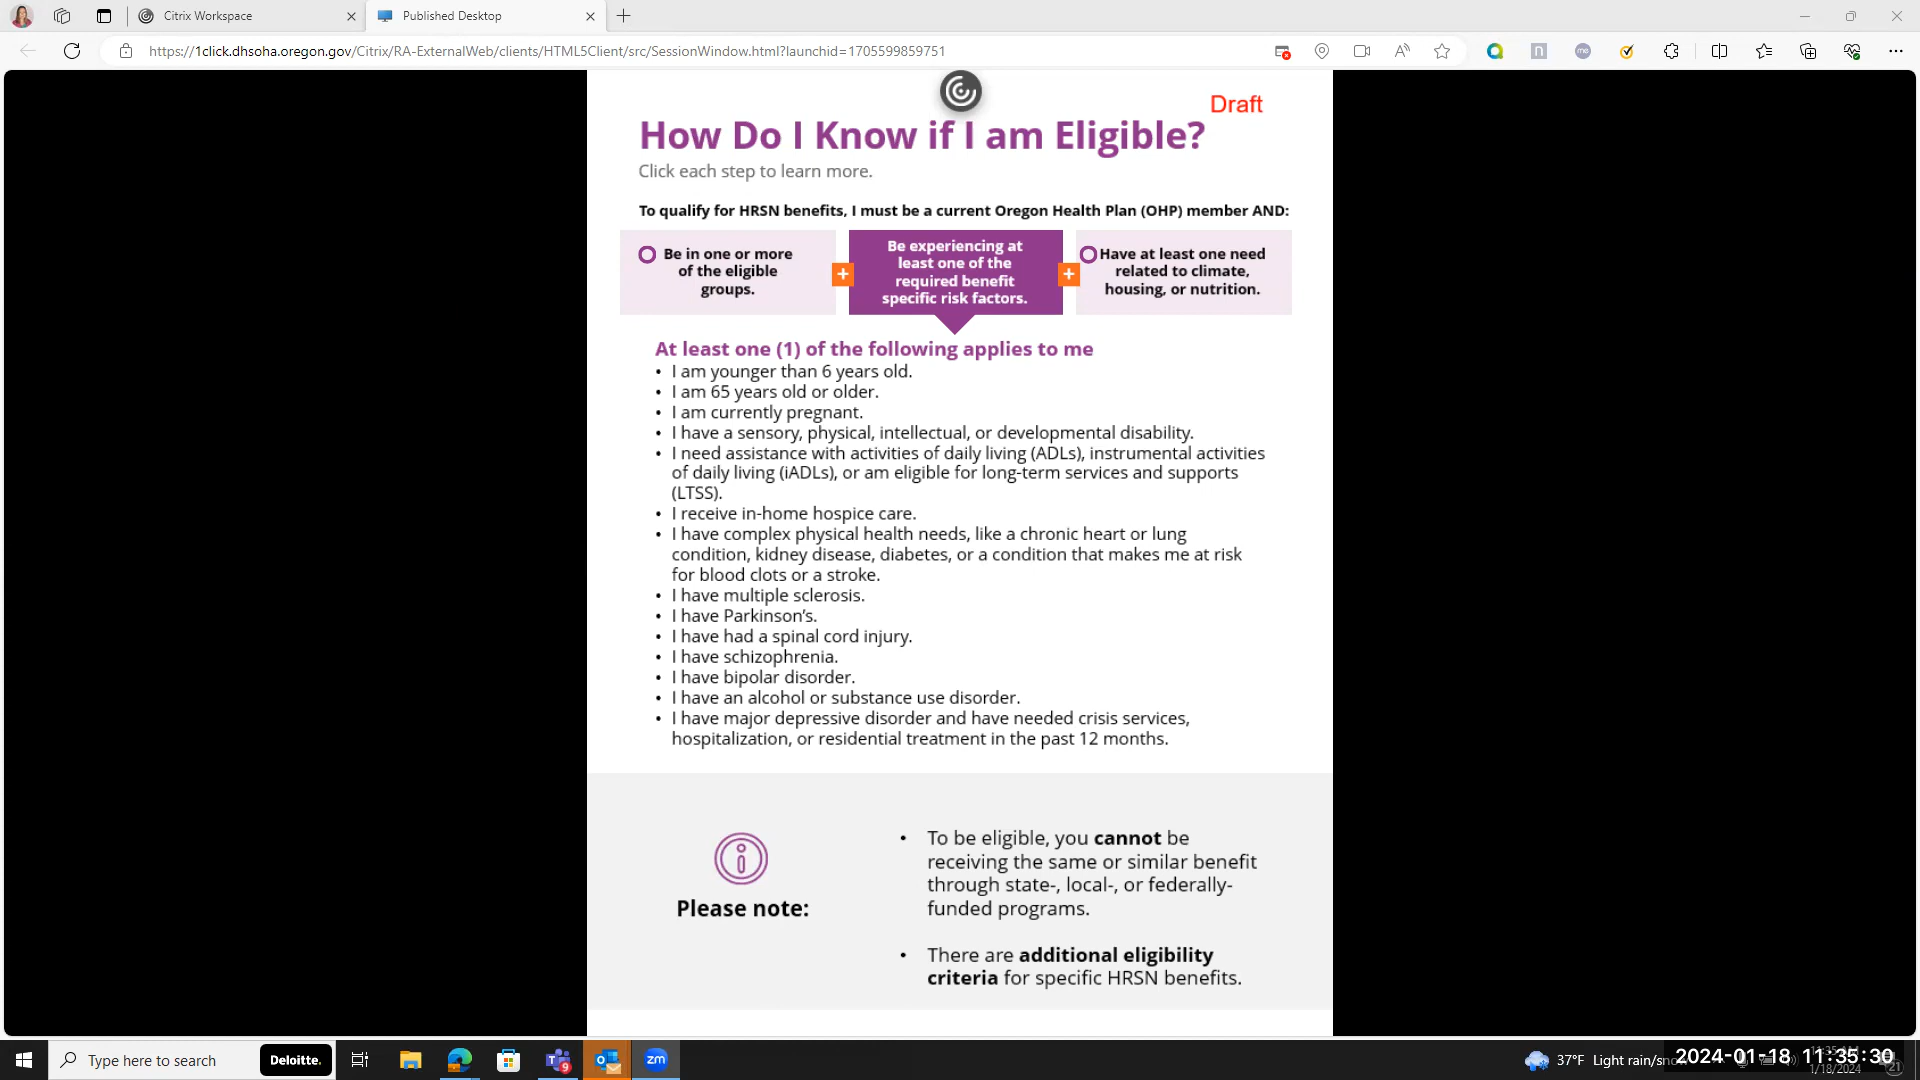 Citrix Workspace
Published Desktop
https://1click.dhsoha.oregon.gov/Citrix/RA-ExternalWeb/clients/HTML5Client/src/SessionWindow.html?launchid=1705599859751
Draft
How Do I Know if I am Eligible?
Click each step to learn more.
To qualify for HRSN benefits, I must be a current Oregon Health Plan (OHP) member AND:
Be in one or more
of the eligible
groups.
+
Be experiencing at
least one of the
required benefit
specific risk factors.
+
Have at least one need
related to climate,
housing, or nutrition.
At least one (1) of the following applies to me
• I am younger than 6 years old.
• I am 65 years old or older.
• I am currently pregnant.
• I have a sensory, physical, intellectual, or developmental disability.
• I need assistance with activities of daily living (ADLs), instrumental activities
of daily living (iADLs), or am eligible for long-term services and supports
(LTSS).
• I receive in-home hospice care.
• I have complex physical health needs, like a chronic heart or lung
condition, kidney disease, diabetes, or a condition that makes me at risk
for blood clots or a stroke.
• I have multiple sclerosis.
• I have Parkinson’s.
• I have had a spinal cord injury.
• I have schizophrenia.
• I have bipolar disorder.
• I have an alcohol or substance use disorder.
• I have major depressive disorder and have needed crisis services,
hospitalization, or residential treatment in the past 12 months.
Please note:
• To be eligible, you cannot be
receiving the same or similar benefit
through state-, local-, or federally-
funded programs.
• There are additional eligibility
criteria for specific HRSN benefits.
Type here to search
Deloitte.
9
zm
37°F Light rain/sn
2024-01-18 11:35:30
1/18/2024
21